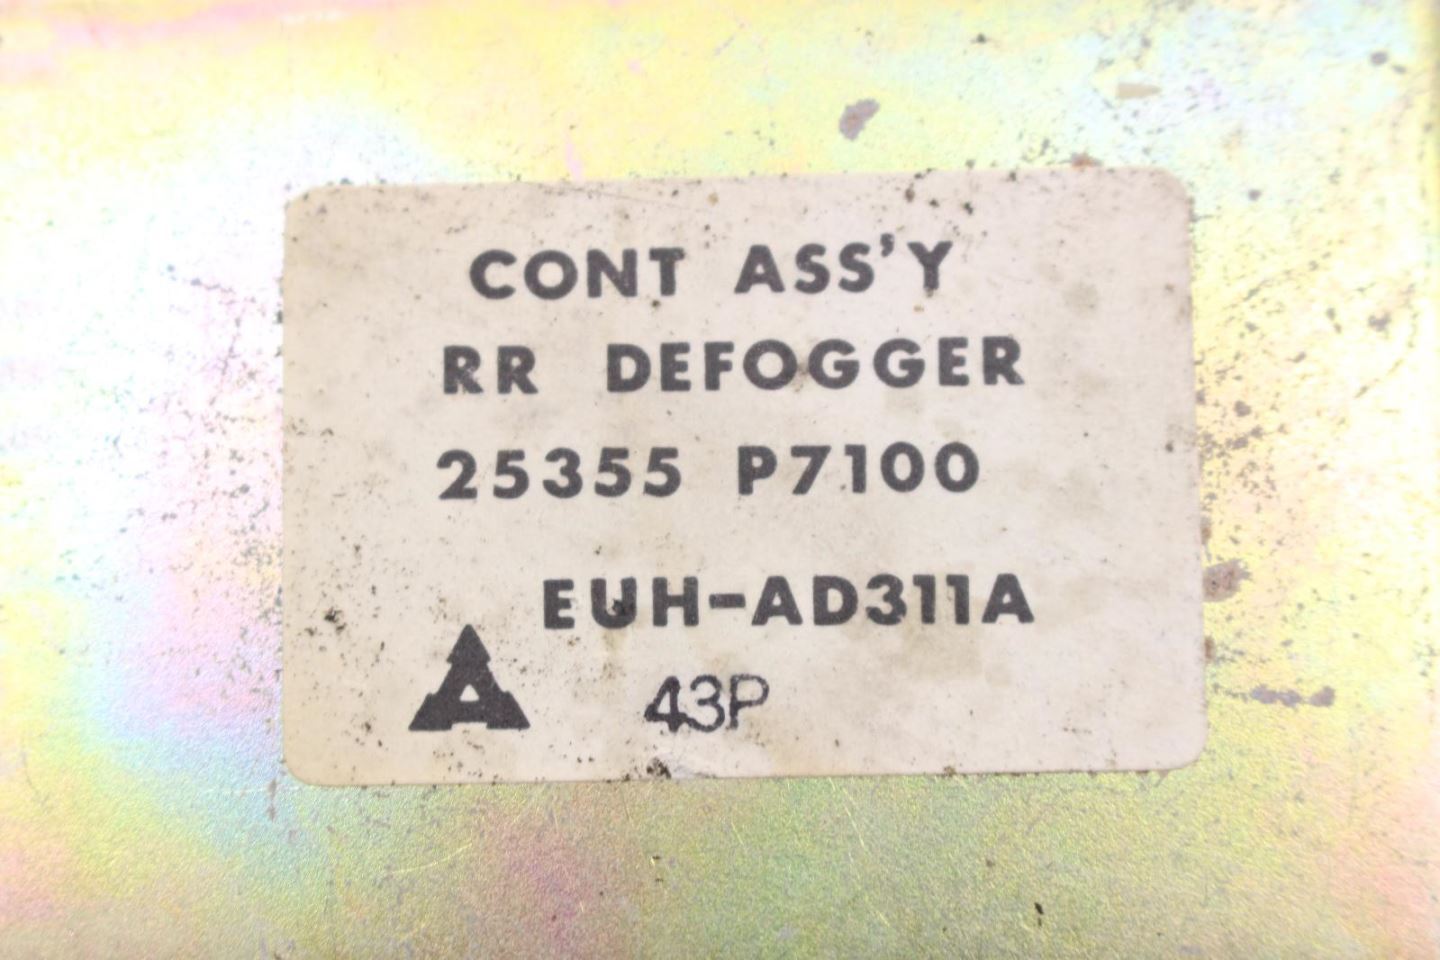 CONT ASS'Y
RR DEFOGGER
25355 P7100
EUH-AD311A
43P